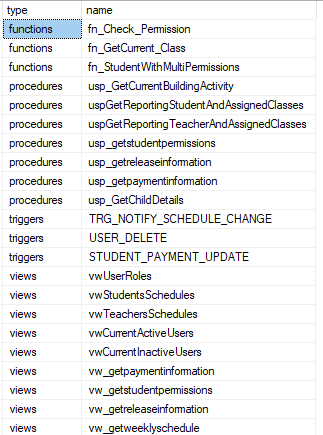 type name
functions fn_Check_Permission
functions fn_GetCurrent_Class
functions fn_StudentWithMultiPermissions
procedures usp_GetCurrentBuildingActivity
procedures uspGetReportingStudentAndAssignedClasses
procedures uspGetReportingTeacherAndAssignedClasses
procedures usp_getstudentpermissions
procedures usp_getreleaseinformation
procedures usp_getpaymentinformation
procedures usp_GetChildDetails
triggers TRG_NOTIFY_SCHEDULE_CHANGE
triggers USER_DELETE
triggers STUDENT_PAYMENT_UPDATE
views vwUserRoles
views vwStudentsSchedules
views vwTeachersSchedules
views vwCurrentActiveUsers
views vwCurrentInactiveUsers
views vw_getpaymentinformation
views vw_getstudentpermissions
views vw_getreleaseinformation
views vw_getweeklyschedule